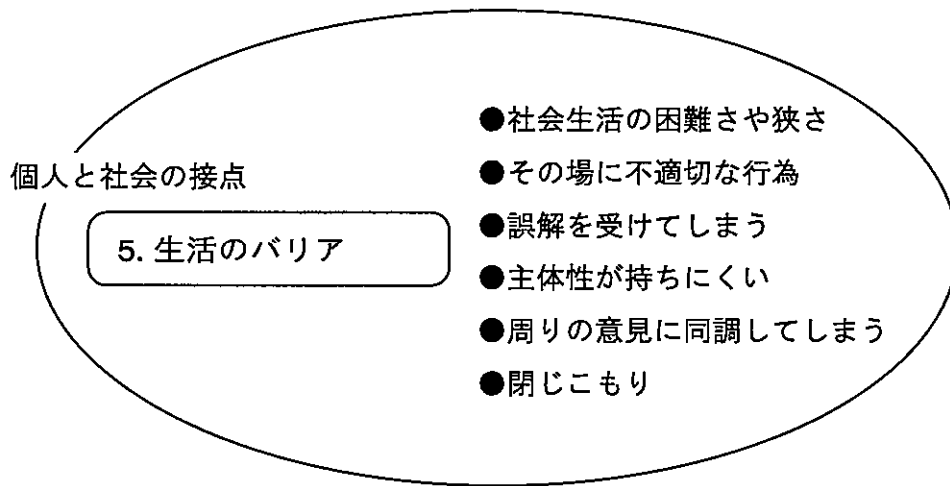 個人と社会の接点
5. 生活のバリア
●社会生活の困難さや狭さ
●その場に不適切な行為
●誤解を受けてしまう
●主体性が持ちにくい
●周りの意見に同調してしまう
●閉じこもり